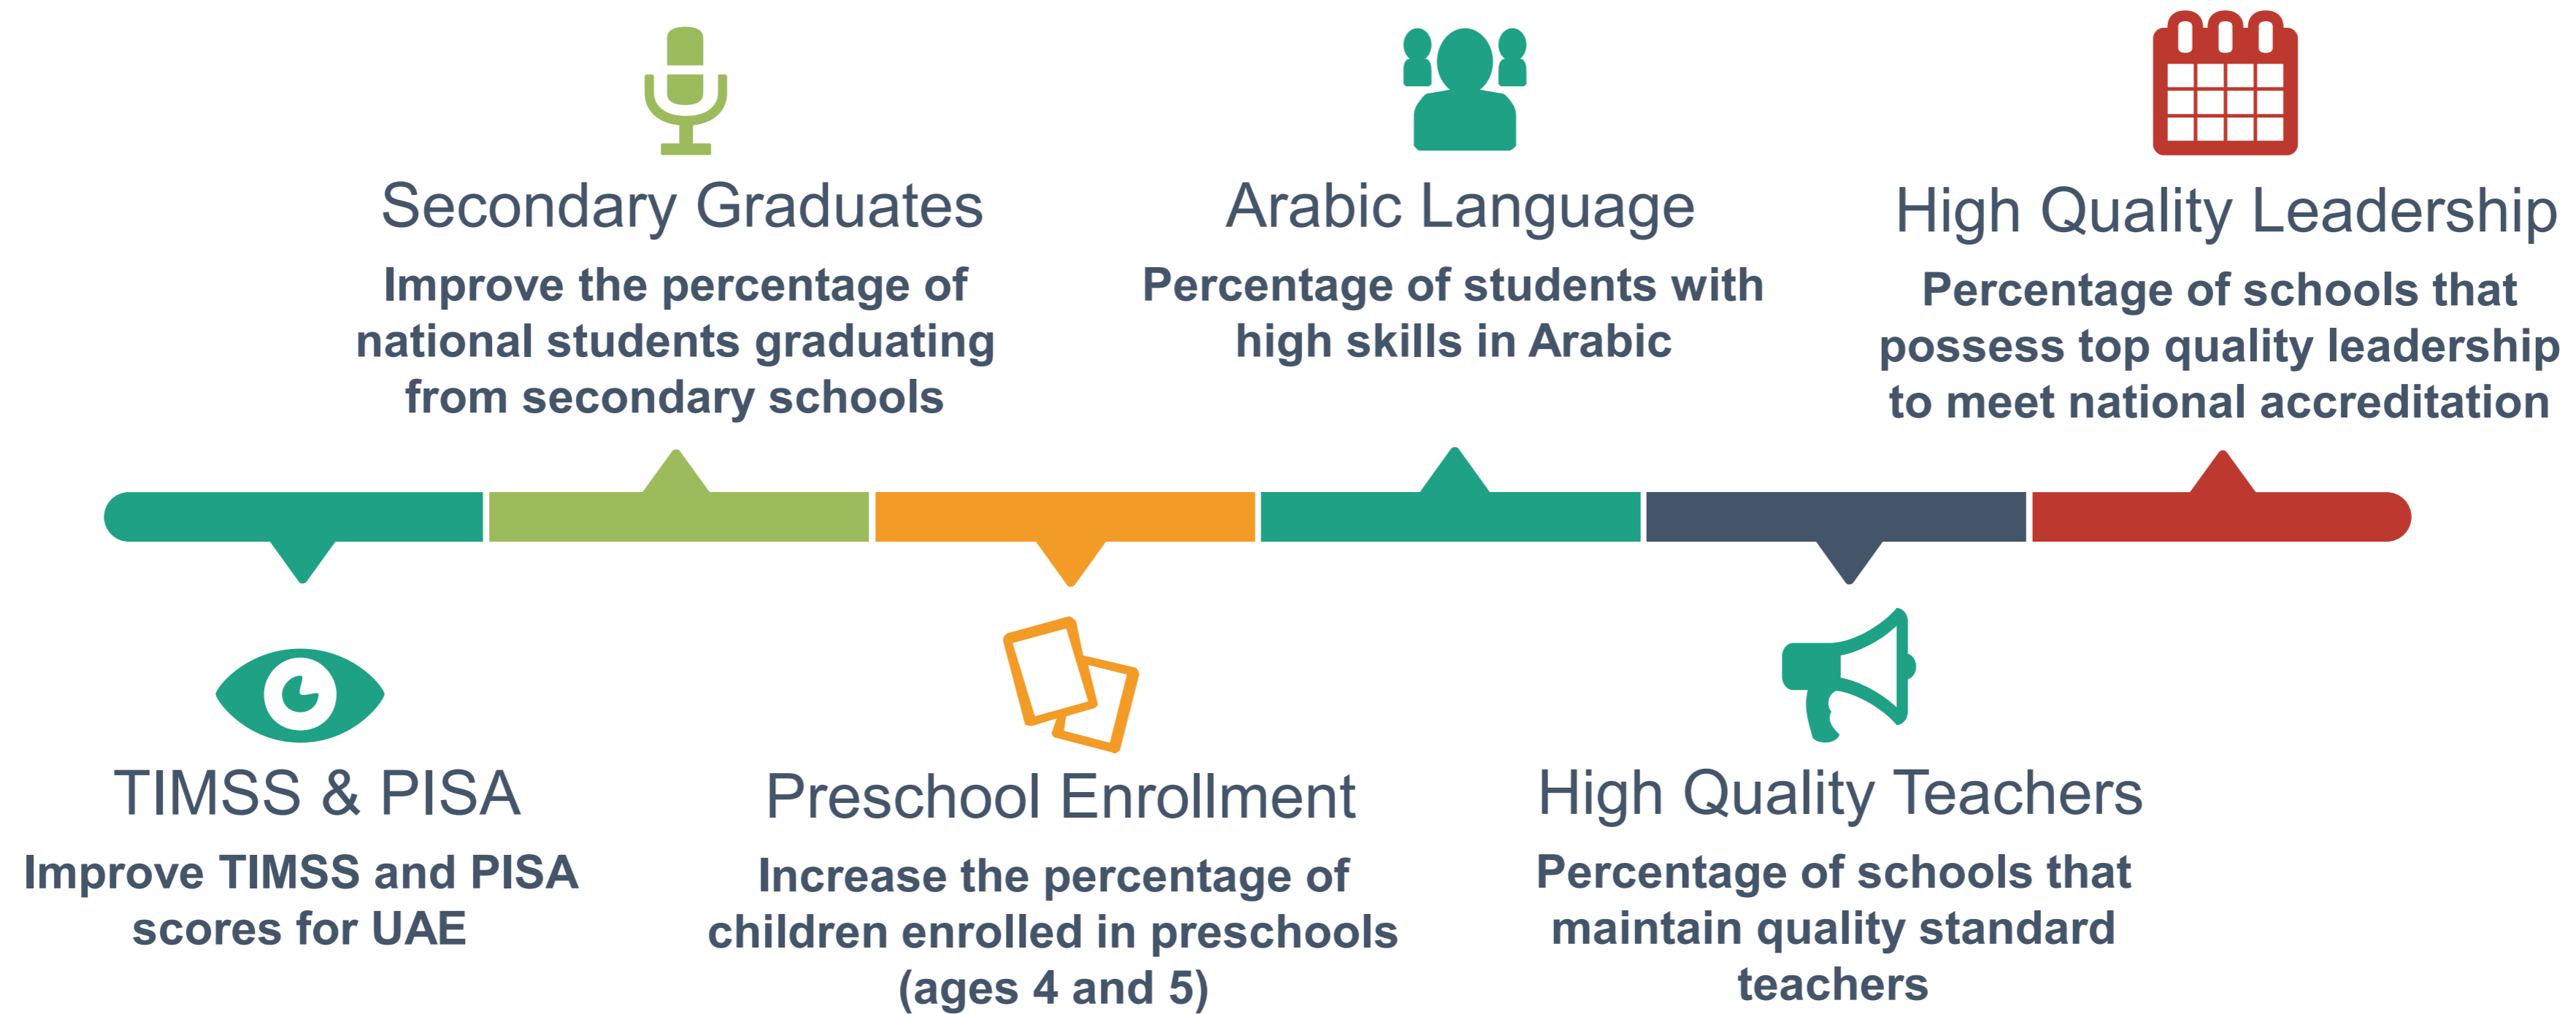 Secondary Graduates
Improve the percentage of
national students graduating
from secondary schools
Arabic Language
Percentage of students with
high skills in Arabic
High Quality Leadership
Percentage of schools that
possess top quality leadership
to meet national accreditation
TIMSS & PISA
Improve TIMSS and PISA
scores for UAE
Preschool Enrollment
Increase the percentage of
children enrolled in preschools
(ages 4 and 5)
High Quality Teachers
Percentage of schools that
maintain quality standard
teachers